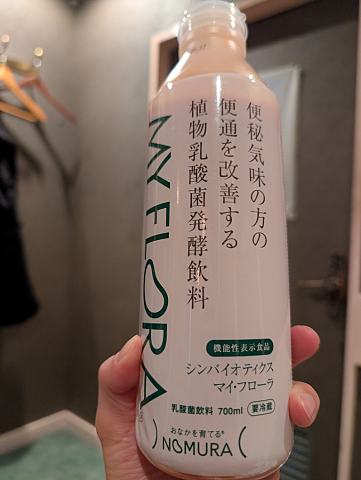 便秘気味の方の
便通を改善する
植物乳酸菌発酵飲料
MY FLORA
機能性表示食品
シンバイオティクス
マイ・フローラ
乳酸菌飲料 700ml 要冷蔵
おなかを育てる®
NOMURA